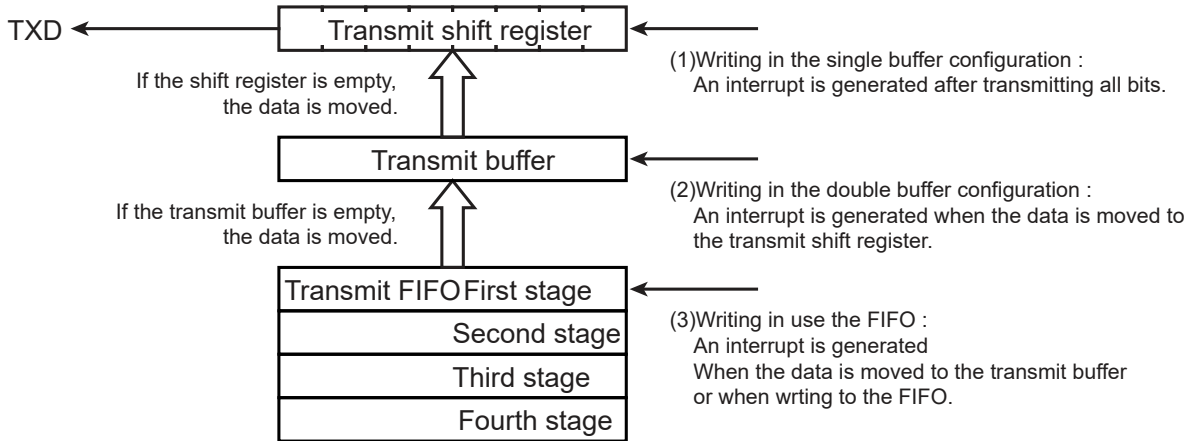 TXD
Transmit shift register
If the shift register is empty,
the data is moved.
(1)Writing in the single buffer configuration :
An interrupt is generated after transmitting all bits.
Transmit buffer
If the transmit buffer is empty,
the data is moved.
(2)Writing in the double buffer configuration :
An interrupt is generated when the data is moved to
the transmit shift register.
Transmit FIFO First stage
Second stage
Third stage
Fourth stage
(3)Writing in use the FIFO :
An interrupt is generated
When the data is moved to the transmit buffer
or when wrting to the FIFO.